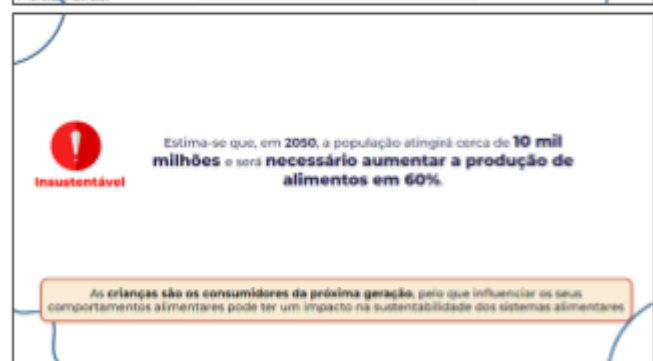 Estima-se que, em 2050, a população atingirá cerca de 10 mil
milhões e será necessário aumentar a produção de
alimentos em 60%.
Insustentável
As crianças são os consumidores da próxima geração, pelo que influenciar os seus
comportamentos alimentares pode ter um impacto na sustentabilidade dos sistemas alimentares